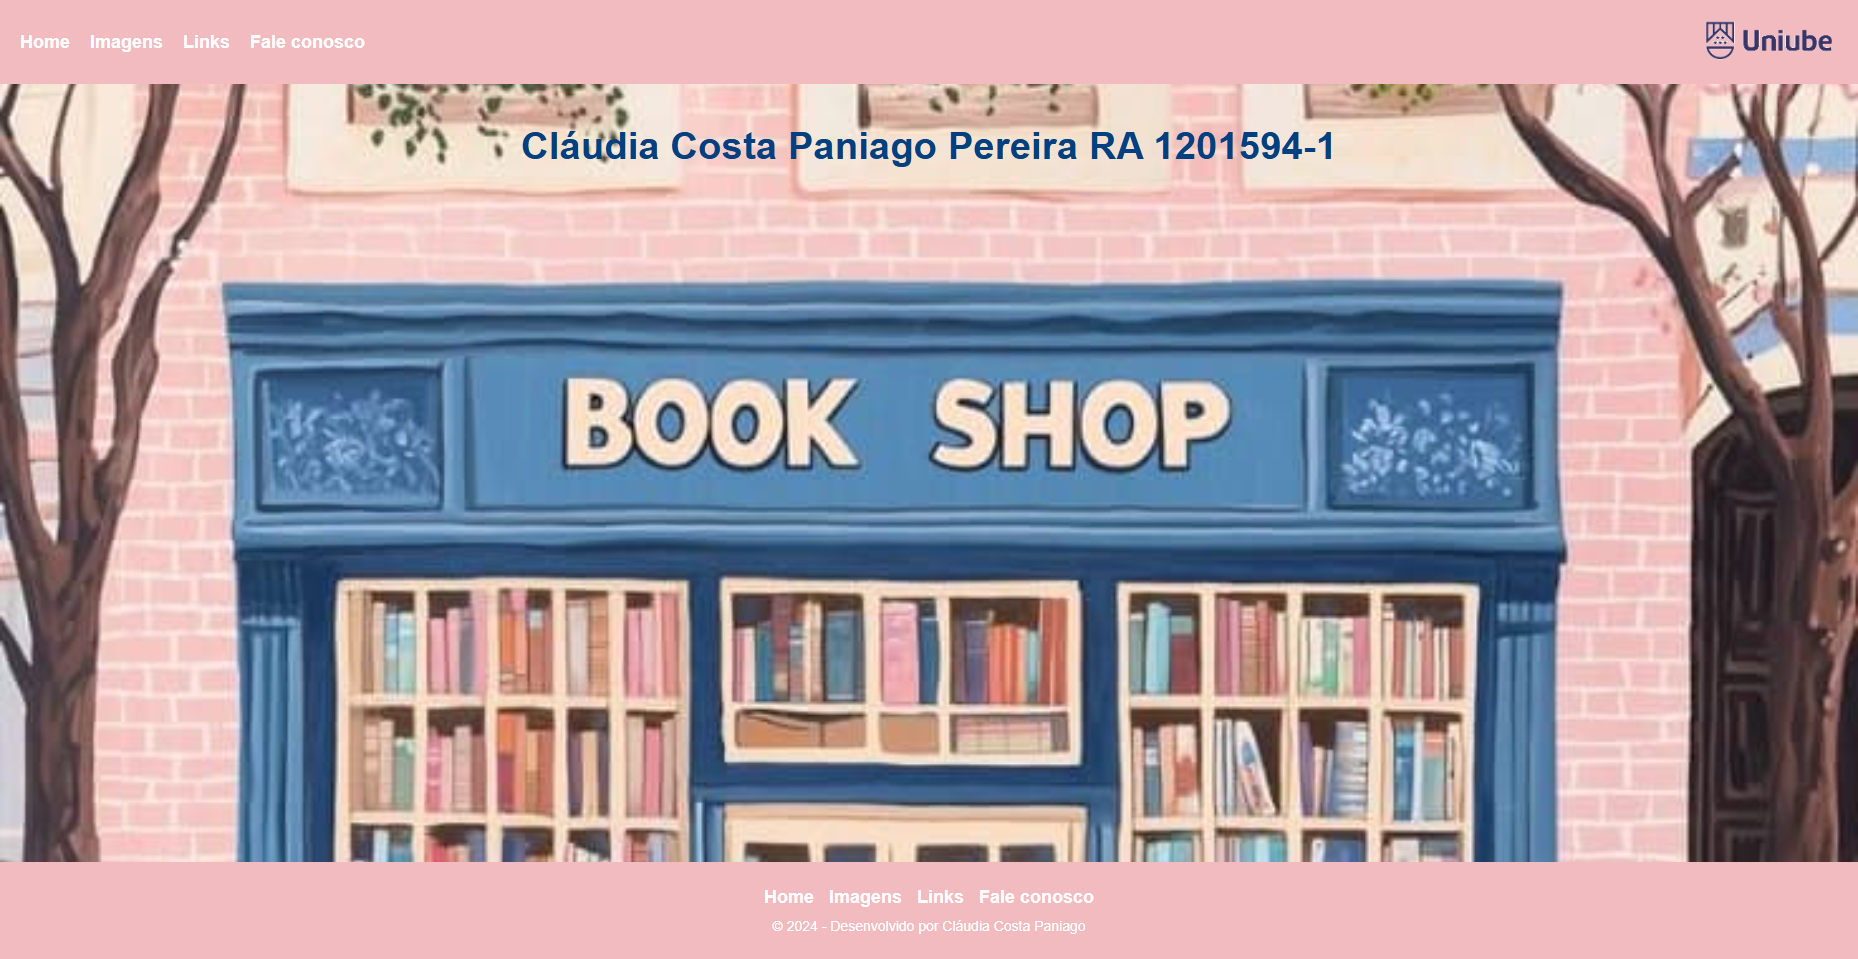 Home Imagens Links Fale conosco
Uniube
Cláudia Costa Paniago Pereira RA 1201594-1
BOOK SHOP
Home Imagens Links Fale conosco
© 2024 - Desenvolvido por Cláudia Costa Paniago